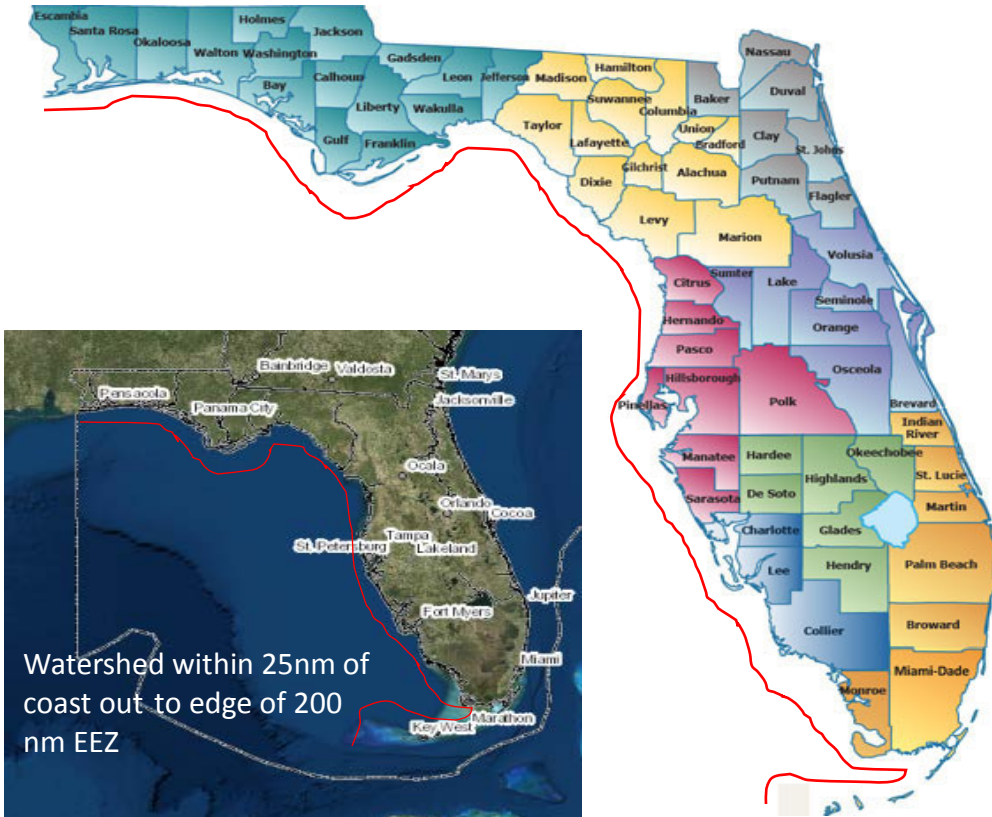 Escambia
Santa Rosa
Okaloosa
Walton
Holmes
Washington
Jackson
Bay
Calhoun
Gulf
Liberty
Franklin
Gadsden
Leon
Wakulla
Jefferson
Madison
Hamilton
Suwannee
Columbia
Taylor
Lafayette
Union
Bradford
Gilchrist
Alachua
Dixie
Levy
Marion
Nassau
Baker
Duval
Clay
St. Johns
Putnam
Flagler
Volusia
Citrus
Sumter
Lake
Seminole
Hernando
Orange
Pasco
Hillsborough
Polk
Osceola
Pinellas
Brevard
Indian
River
Manatee
Hardee
Okeechobee
Highlands
St. Lucie
Sarasota
De Soto
Martin
Charlotte
Glades
Lee
Hendry
Palm Beach
Collier
Broward
Monroe
Miami-Dade
Bainbridge
Valdosta
St. Marys
Pensacola
Panama City
Jacksonville
Ocala
Orlando
Cocoa
Tampa
St. Petersburg
Lakeland
Jupiter
Fort Myers
Miami
Marathon
Key West
Watershed within 25nm of
coast out to edge of 200
nm EEZ